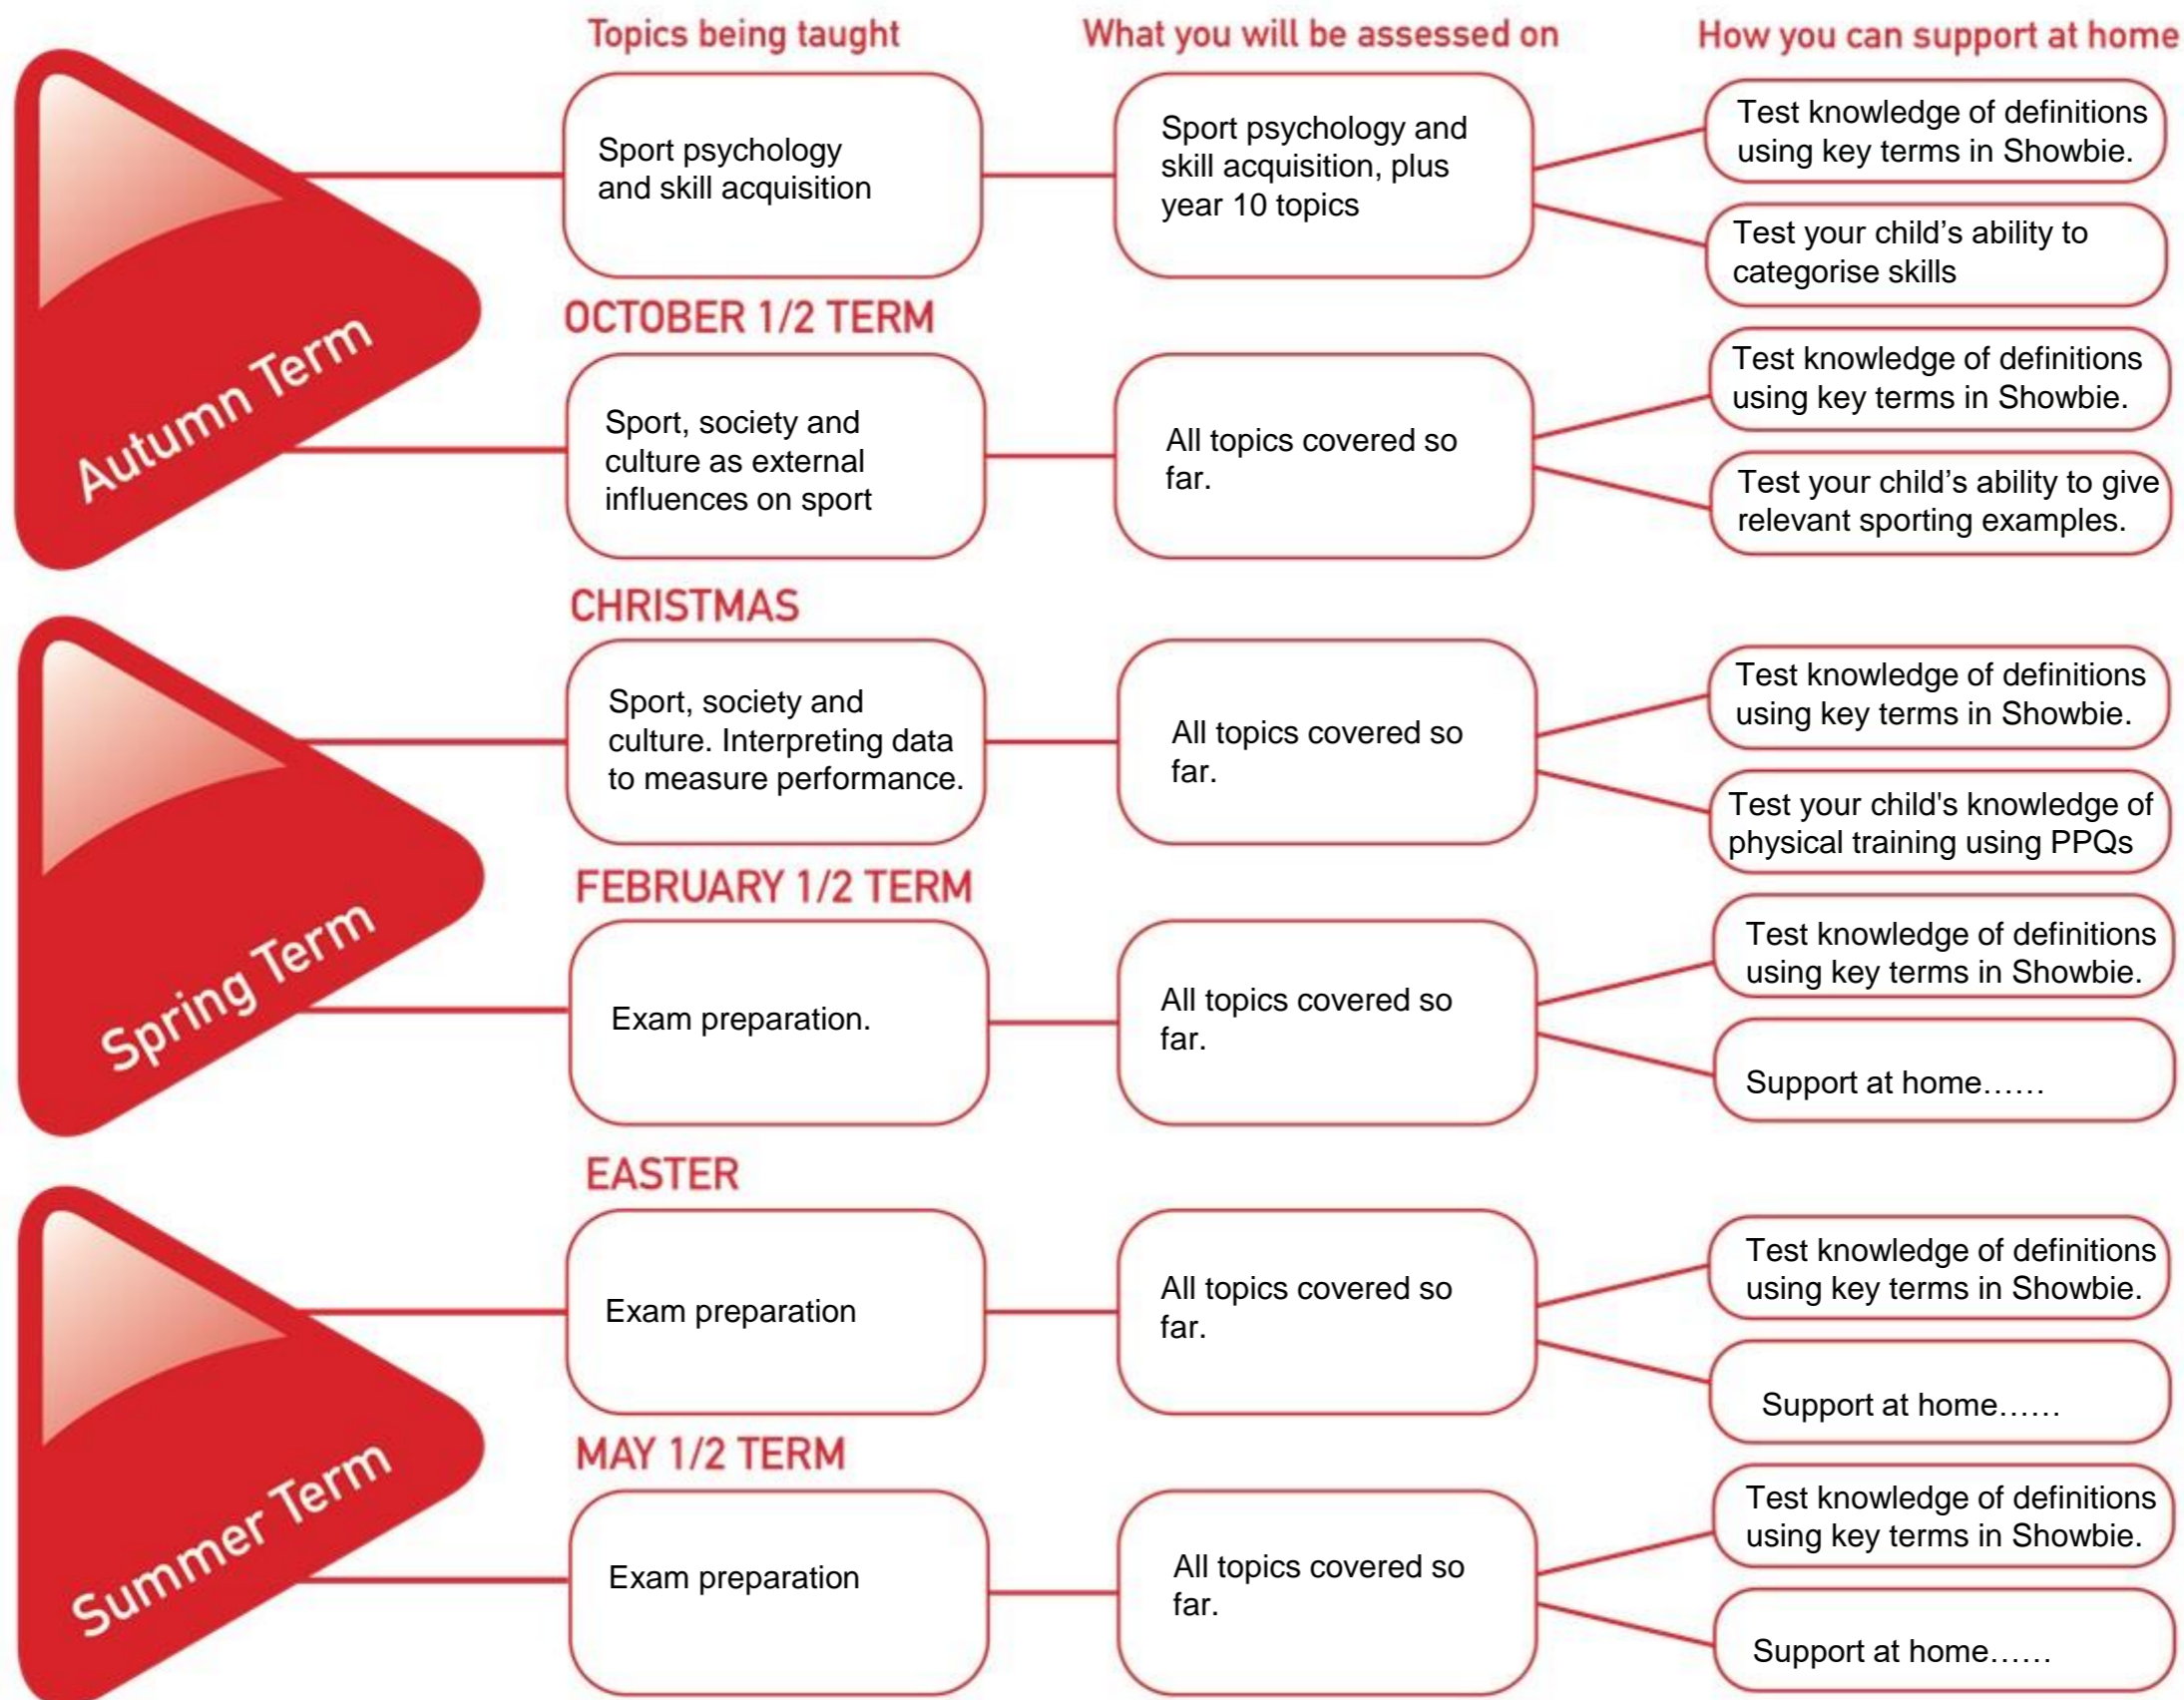 Topics being taught
What you will be assessed on
How you can support at home
Autumn Term
Sport psychology
and skill acquisition
Sport psychology and
skill acquisition, plus
year 10 topics
Test knowledge of definitions
using key terms in Showbie.
Test your child’s ability to
categorise skills
OCTOBER 1/2 TERM
Sport, society and
culture as external
influences on sport
All topics covered so
far.
Test knowledge of definitions
using key terms in Showbie.
Test your child’s ability to give
relevant sporting examples.
CHRISTMAS
Spring Term
Sport, society and
culture. Interpreting data
to measure performance.
All topics covered so
far.
Test knowledge of definitions
using key terms in Showbie.
Test your child's knowledge of
physical training using PPQs
FEBRUARY 1/2 TERM
Exam preparation.
All topics covered so
far.
Test knowledge of definitions
using key terms in Showbie.
Support at home……
EASTER
Summer Term
Exam preparation
All topics covered so
far.
Test knowledge of definitions
using key terms in Showbie.
Support at home……
MAY 1/2 TERM
Exam preparation
All topics covered so
far.
Test knowledge of definitions
using key terms in Showbie.
Support at home……